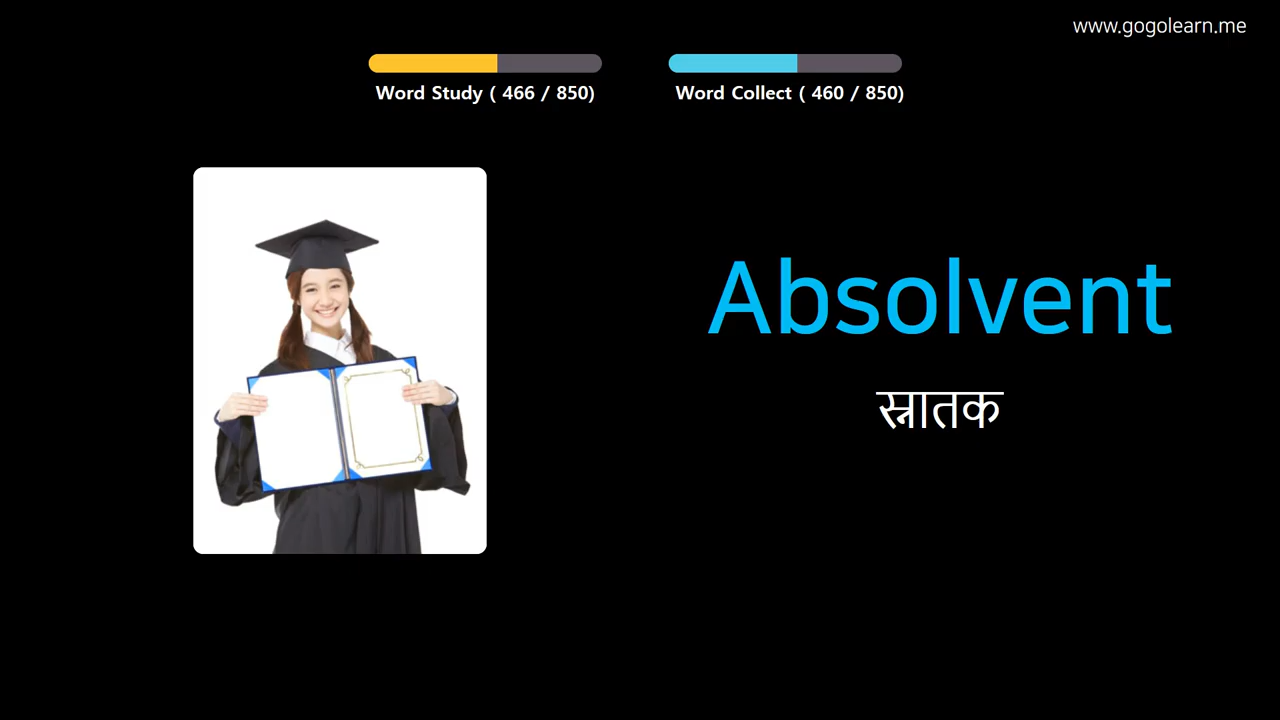 www.gogolearn.me
Word Study ( 466 / 850)
Word Collect ( 460 / 850)
Absolvent
स्नातक